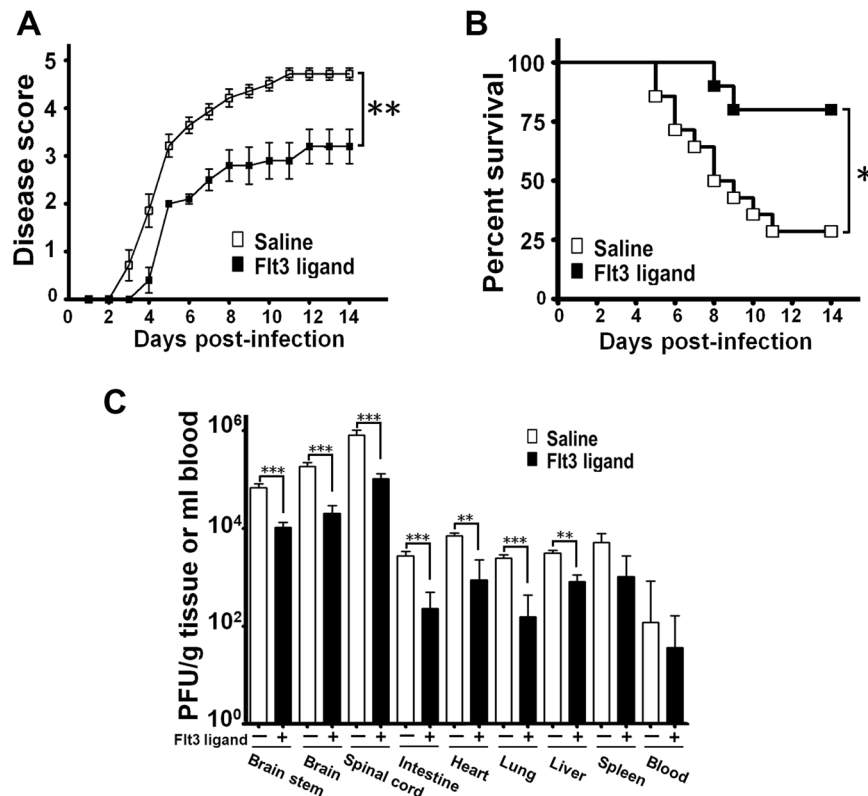 A
Disease score
5
4
3
2
1
0
**
Saline
Flt3 ligand
0 2 4 6 8 10 12 14
Days post-infection
B
Percent survival
100
75
50
25
0
*
Saline
Flt3 ligand
0 2 4 6 8 10 12 14
Days post-infection
C
PFU/g tissue or ml blood
10⁶
10⁴
10²
10⁰
Saline
Flt3 ligand
*** *** *** *** ** *** **
Flt3 ligand − + − + − + − + − + − + − + − + − +
Brain stem Brain Spinal cord Intestine Heart Lung Liver Spleen Blood